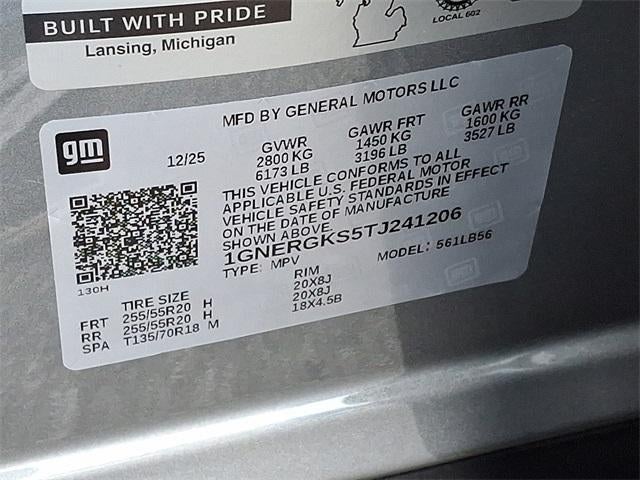 BUILT WITH PRIDE
Lansing, Michigan
LOCAL 602
MFD BY GENERAL MOTORS LLC
gm
12/25
GVWR
2800 KG
6173 LB
GAWR FRT
1450 KG
3196 LB
GAWR RR
1600 KG
3527 LB
THIS VEHICLE CONFORMS TO ALL
APPLICABLE U.S. FEDERAL MOTOR
VEHICLE SAFETY STANDARDS IN EFFECT
ON THE DATE OF MANUFACTURE
SHOWN ABOVE.
1GNERGKS5TJ241206
TYPE: MPV
MODEL: 561LB56
130H
TIRE SIZE RIM
FRT 255/55R20 H 20X8J
RR 255/55R20 H 20X8J
SPA T135/70R18 M 18X4.5B